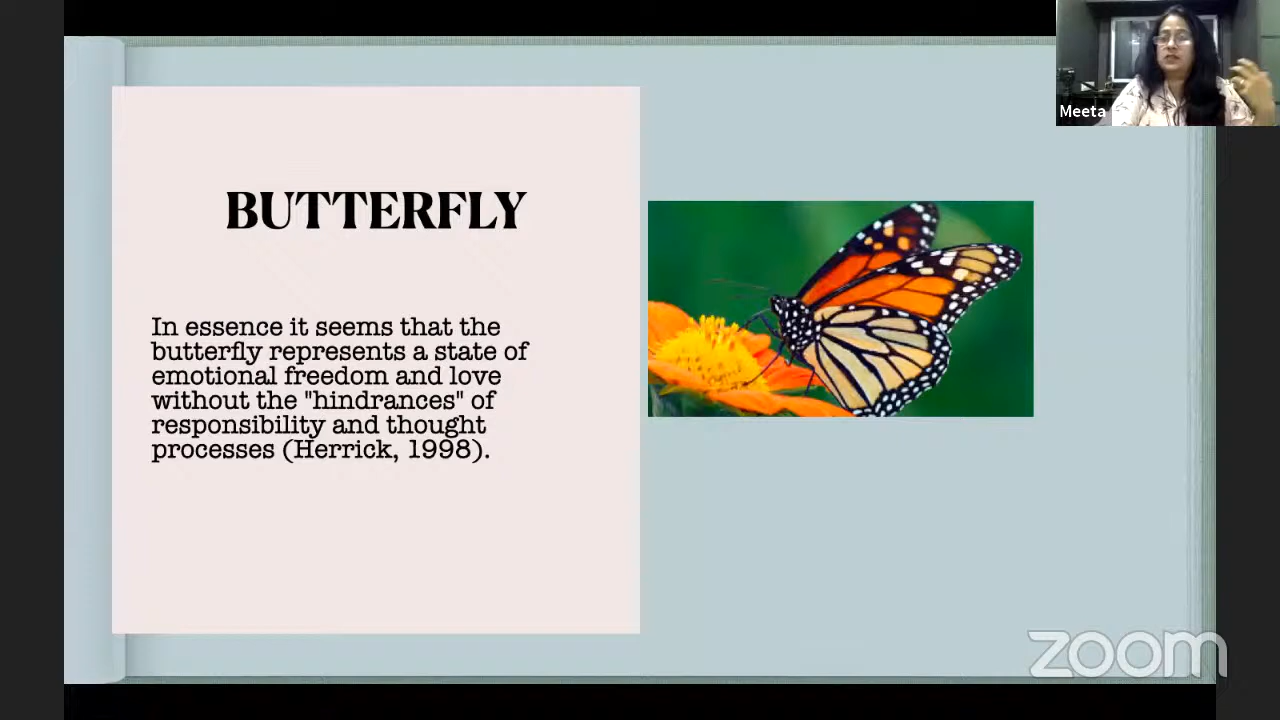 Meeta
BUTTERFLY
In essence it seems that the
butterfly represents a state of
emotional freedom and love
without the "hindrances" of
responsibility and thought
processes (Herrick, 1998).
zoom